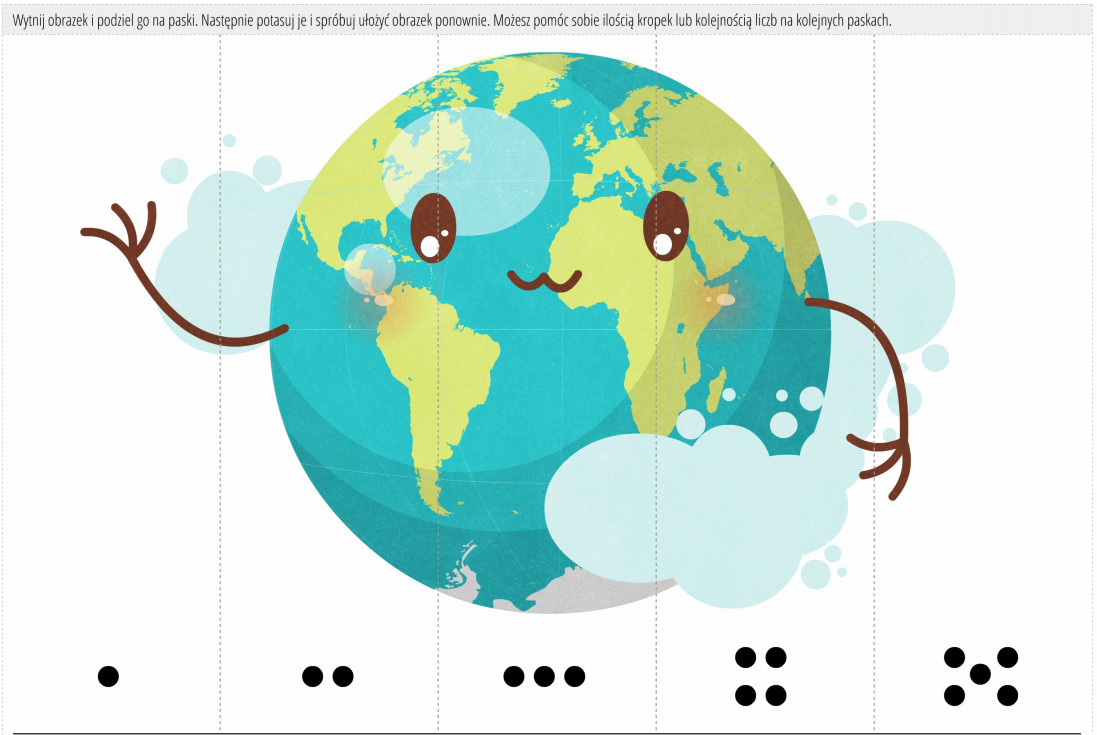 Wytnij obrazek i podziel go na paski. Następnie potasuj je i spróbuj ułożyć obrazek ponownie. Możesz pomóc sobie ilością kropek lub kolejnością liczb na kolejnych paskach.